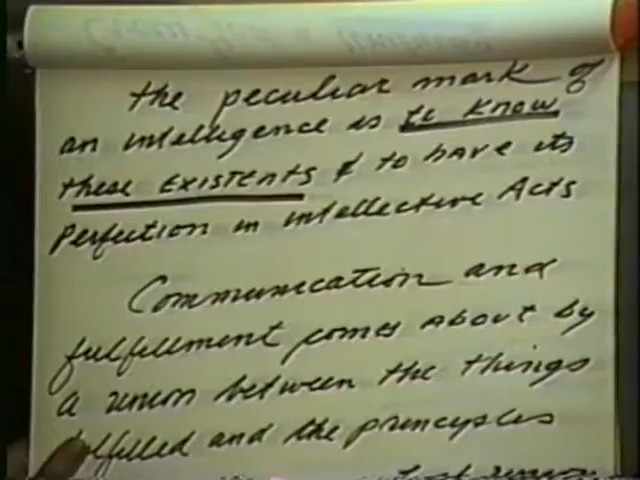 the peculiar mark of
an intelligence is to know
these Existents & to have its
Perfection in intellective Acts
Communication and
fulfillment comes about by
a union between the things
fulfilled and the principles